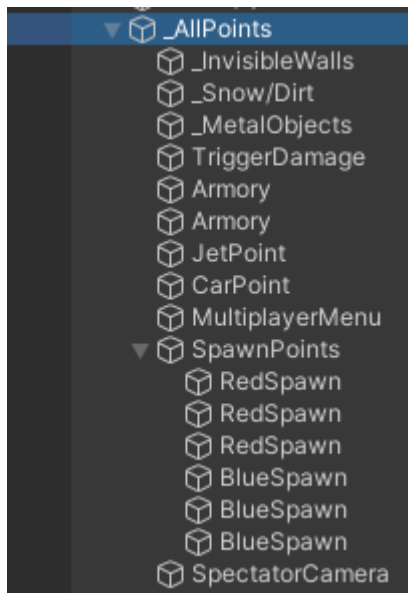 _AllPoints
_InvisibleWalls
_Snow/Dirt
_MetalObjects
TriggerDamage
Armory
Armory
JetPoint
CarPoint
MultiplayerMenu
SpawnPoints
RedSpawn
RedSpawn
RedSpawn
BlueSpawn
BlueSpawn
BlueSpawn
SpectatorCamera